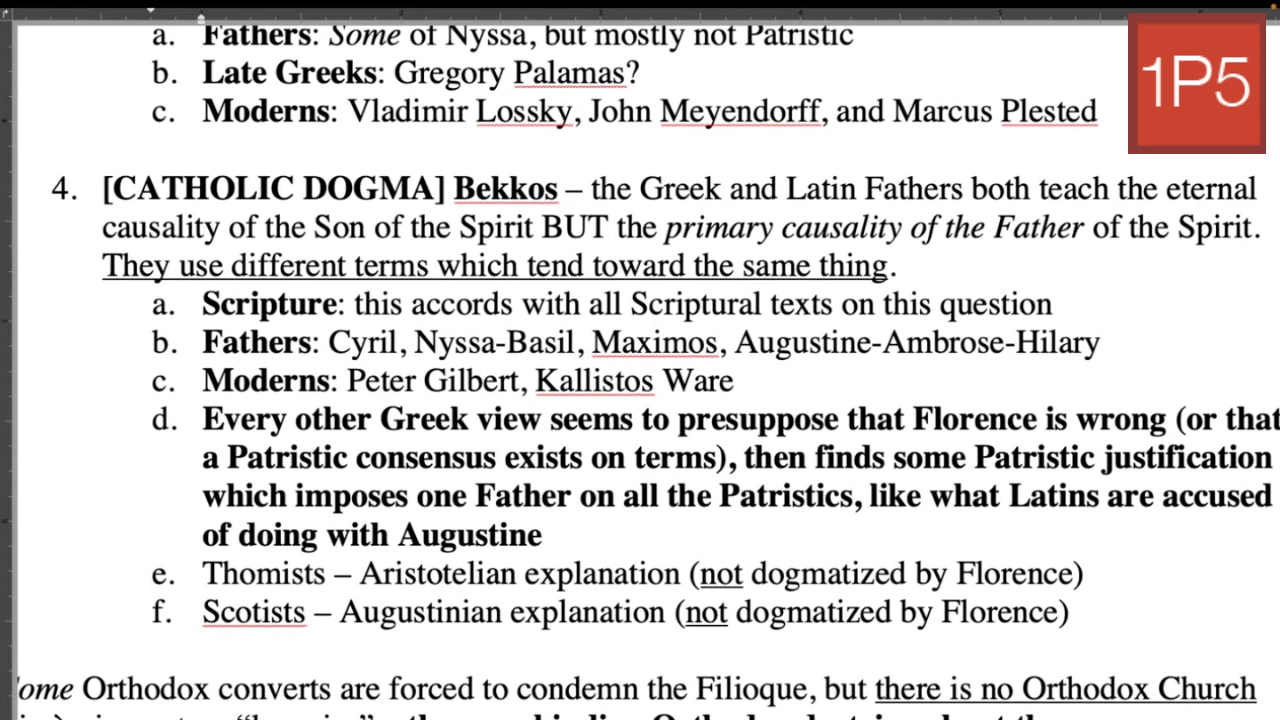 a. Fathers: Some of Nyssa, but mostly not Patristic
1P5
b. Late Greeks: Gregory Palamas?
c. Moderns: Vladimir Lossky, John Meyendorff, and Marcus Plested
4. [CATHOLIC DOGMA] Bekkos – the Greek and Latin Fathers both teach the eternal
causality of the Son of the Spirit BUT the primary causality of the Father of the Spirit.
They use different terms which tend toward the same thing.
a. Scripture: this accords with all Scriptural texts on this question
b. Fathers: Cyril, Nyssa-Basil, Maximos, Augustine-Ambrose-Hilary
c. Moderns: Peter Gilbert, Kallistos Ware
d. Every other Greek view seems to presuppose that Florence is wrong (or that
a Patristic consensus exists on terms), then finds some Patristic justification
which imposes one Father on all the Patristics, like what Latins are accused
of doing with Augustine
e. Thomists – Aristotelian explanation (not dogmatized by Florence)
f. Scotists – Augustinian explanation (not dogmatized by Florence)
ome Orthodox converts are forced to condemn the Filioque, but there is no Orthodox Church